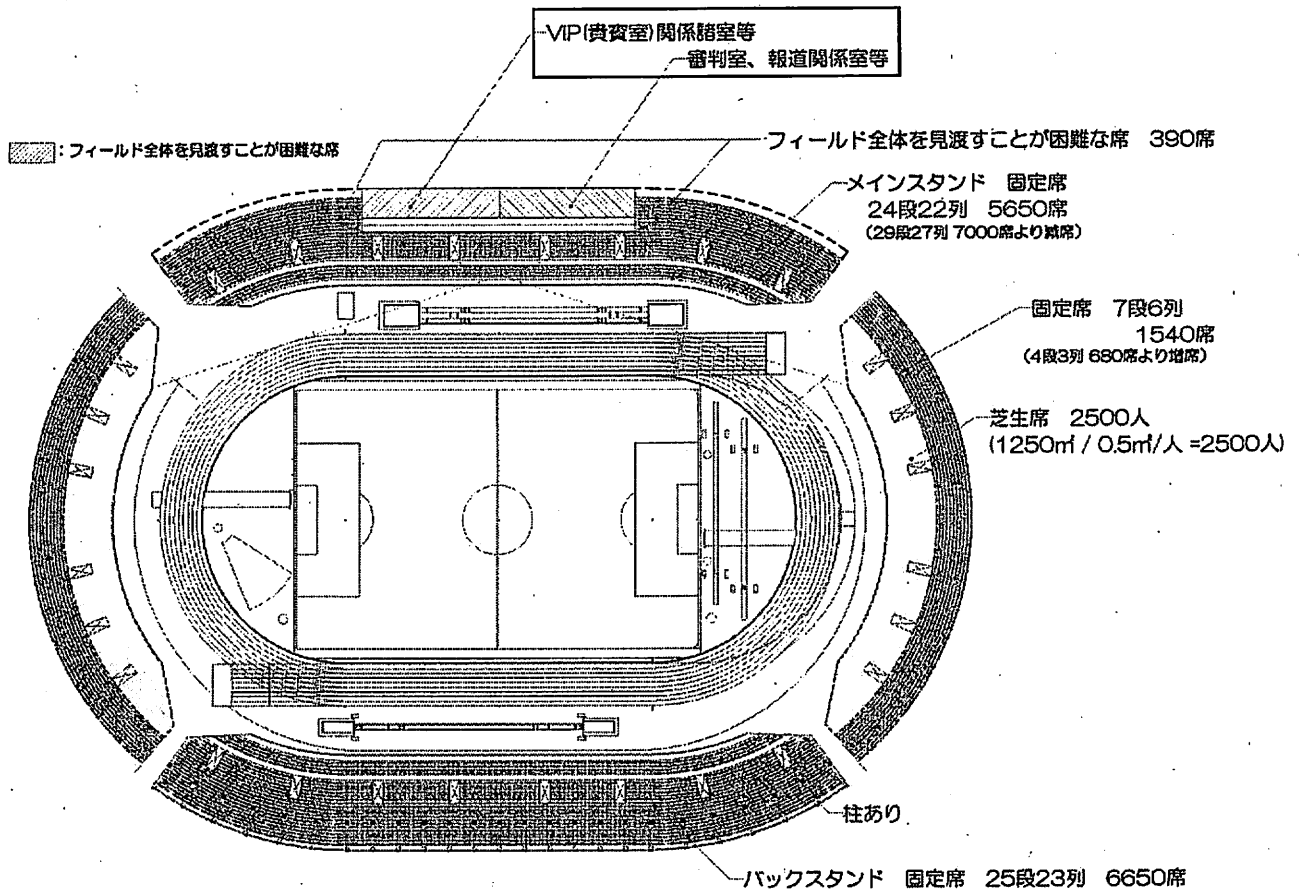 VIP(貴賓室)関係諸室等
審判室、報道関係室等
:フィールド全体を見渡すことが困難な席
フィールド全体を見渡すことが困難な席 390席
メインスタンド 固定席
24段22列 5650席
(29段27列 7000席より減席)
固定席 7段6列
1540席
(4段3列 680席より増席)
芝生席 2500人
(1250㎡ / 0.5㎡/人 =2500人)
柱あり
バックスタンド 固定席 25段23列 6650席